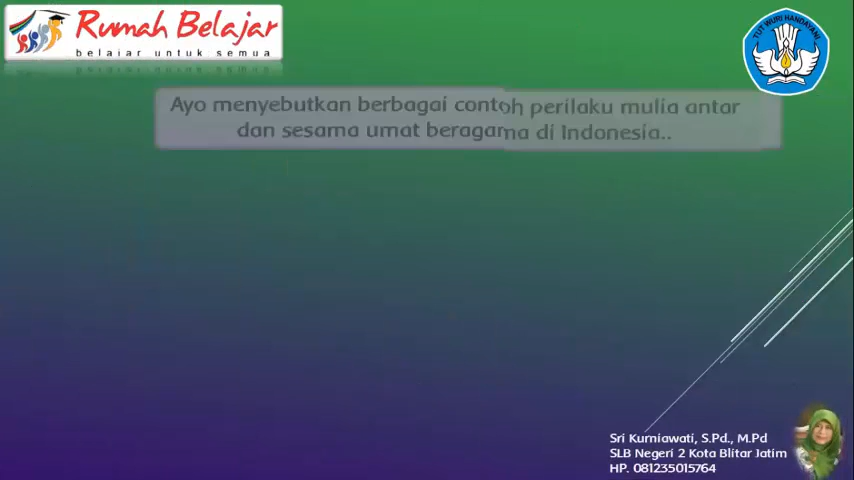 Rumah Belajar
belajar untuk semua
TUT WURI HANDAYANI
Ayo menyebutkan berbagai contoh perilaku mulia antar
dan sesama umat beragama di Indonesia..
Sri Kurniawati, S.Pd., M.Pd
SLB Negeri 2 Kota Blitar Jatim
HP. 081235015764